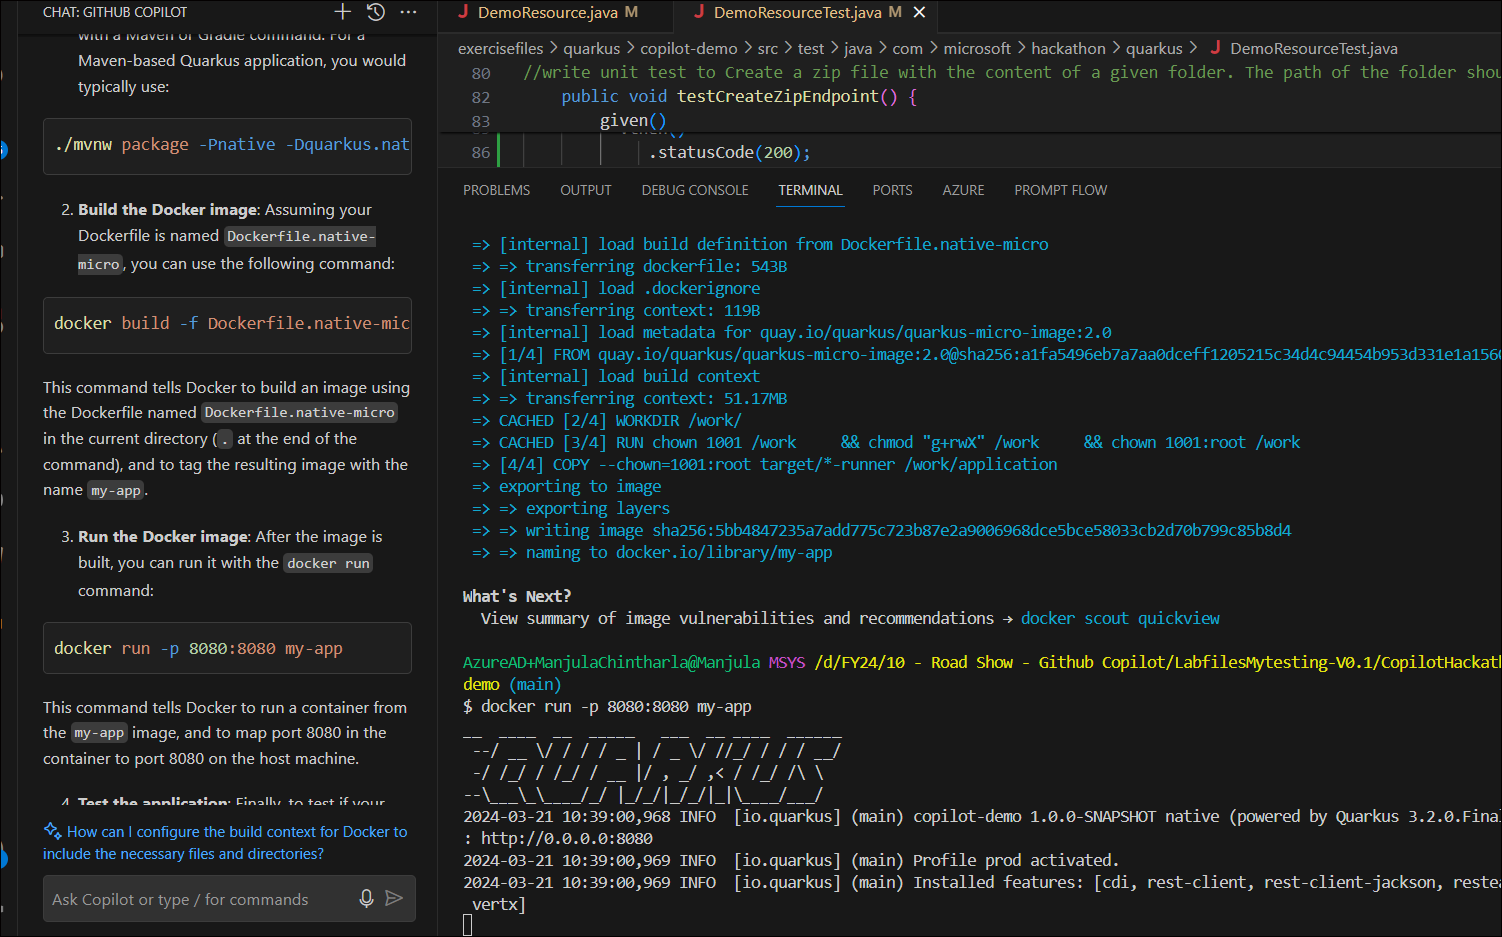 CHAT: GITHUB COPILOT
with a Maven or Gradle command. For a
Maven-based Quarkus application, you would
typically use:
./mvnw package -Pnative -Dquarkus.nat
2. Build the Docker image: Assuming your
Dockerfile is named Dockerfile.native-
micro, you can use the following command:
docker build -f Dockerfile.native-mic
This command tells Docker to build an image using
the Dockerfile named Dockerfile.native-micro
in the current directory (. at the end of the
command), and to tag the resulting image with the
name my-app.
3. Run the Docker image: After the image is
built, you can run it with the docker run
command:
docker run -p 8080:8080 my-app
This command tells Docker to run a container from
the my-app image, and to map port 8080 in the
container to port 8080 on the host machine.
4. Test the application: Finally, to test if your
How can I configure the build context for Docker to
include the necessary files and directories?
Ask Copilot or type / for commands
DemoResource.java M
DemoResourceTest.java M
exercisefiles > quarkus > copilot-demo > src > test > java > com > microsoft > hackathon > quarkus > DemoResourceTest.java
80 //write unit test to Create a zip file with the content of a given folder. The path of the folder shou
82 public void testCreateZipEndpoint() {
83 given()
86 .statusCode(200);
PROBLEMS OUTPUT DEBUG CONSOLE TERMINAL PORTS AZURE PROMPT FLOW
=> [internal] load build definition from Dockerfile.native-micro
=> => transferring dockerfile: 543B
=> [internal] load .dockerignore
=> => transferring context: 119B
=> [internal] load metadata for quay.io/quarkus/quarkus-micro-image:2.0
=> [1/4] FROM quay.io/quarkus/quarkus-micro-image:2.0@sha256:a1fa5496eb7a7aa0dceff1205215c34d4c94454b953d331e1a156
=> [internal] load build context
=> => transferring context: 51.17MB
=> CACHED [2/4] WORKDIR /work/
=> CACHED [3/4] RUN chown 1001 /work     && chmod "g+rwX" /work     && chown 1001:root /work
=> [4/4] COPY --chown=1001:root target/*-runner /work/application
=> exporting to image
=> => exporting layers
=> => writing image sha256:5bb4847235a7add775c723b87e2a9006968dce5bce58033cb2d70b799c85b8d4
=> => naming to docker.io/library/my-app
What's Next?
View summary of image vulnerabilities and recommendations → docker scout quickview
AzureAD+ManjulaChintharla@Manjula MSYS /d/FY24/10 - Road Show - Github Copilot/LabfilesMytesting-V0.1/CopilotHackat
demo (main)
$ docker run -p 8080:8080 my-app
__  ____  __  _____   ___  __ ____  ______
 --/ __ \/ / / / _ | / _ \/ //_/ / / / __/
 -/ /_/ / /_/ / __ |/ , _/ ,< / /_/ /\ \
--\___\_\____/_/ |_/_/|_/_/|_|\____/___/
2024-03-21 10:39:00,968 INFO  [io.quarkus] (main) copilot-demo 1.0.0-SNAPSHOT native (powered by Quarkus 3.2.0.Final
: http://0.0.0.0:8080
2024-03-21 10:39:00,969 INFO  [io.quarkus] (main) Profile prod activated.
2024-03-21 10:39:00,969 INFO  [io.quarkus] (main) Installed features: [cdi, rest-client, rest-client-jackson, restea
vertx]